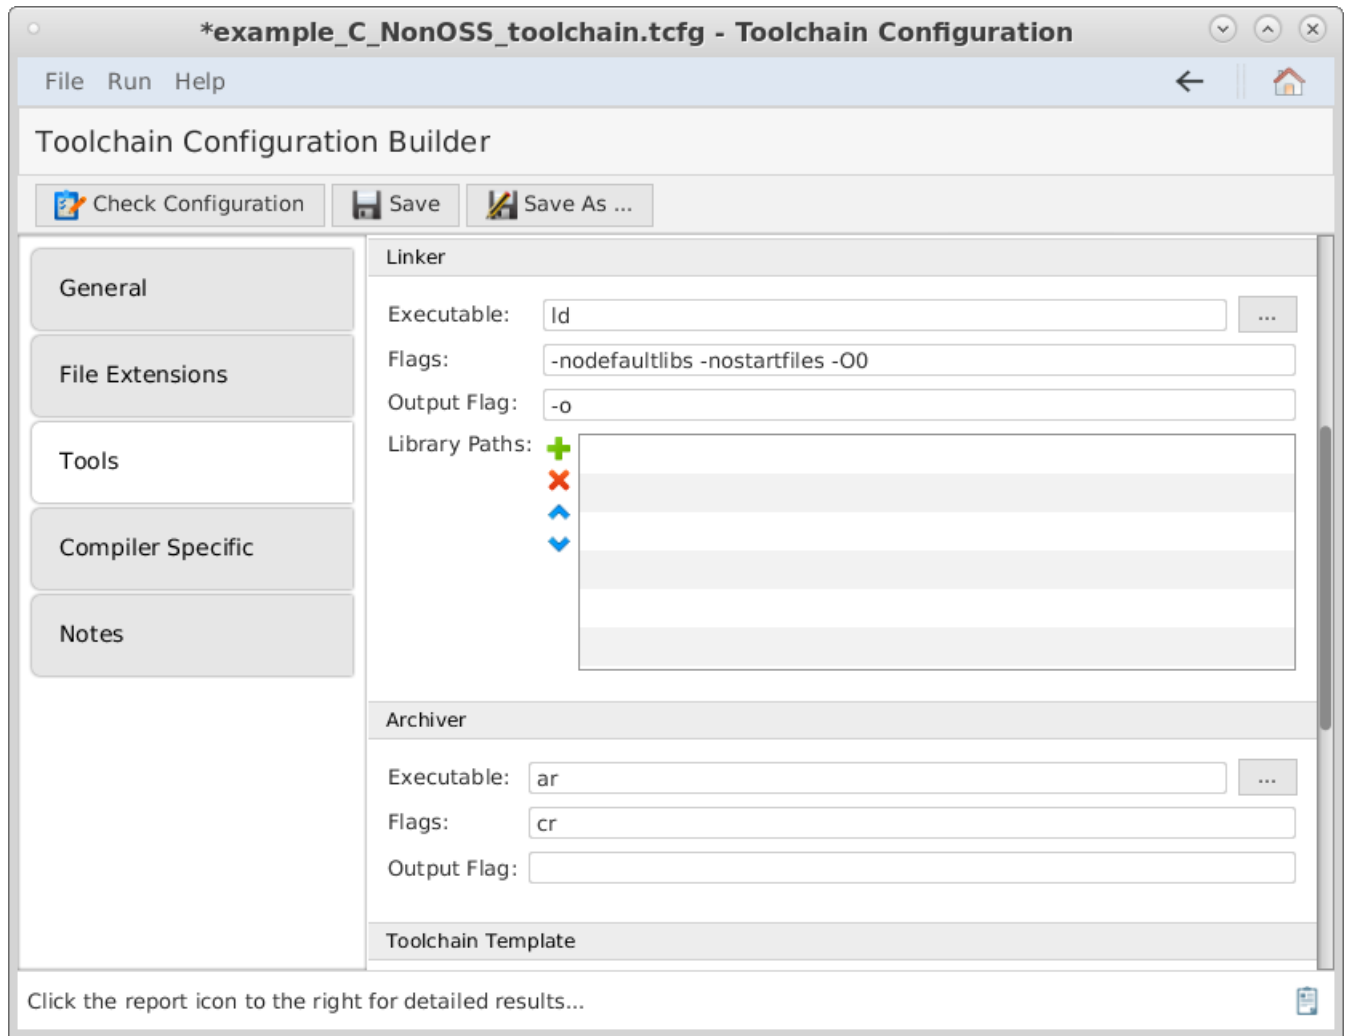 *example_C_NonOSS_toolchain.tcfg - Toolchain Configuration
File Run Help
Toolchain Configuration Builder
Check Configuration Save Save As ...
General
File Extensions
Tools
Compiler Specific
Notes
Linker
Executable: ld ...
Flags: -nodefaultlibs -nostartfiles -O0
Output Flag: -o
Library Paths:
Archiver
Executable: ar ...
Flags: cr
Output Flag:
Toolchain Template
Click the report icon to the right for detailed results...